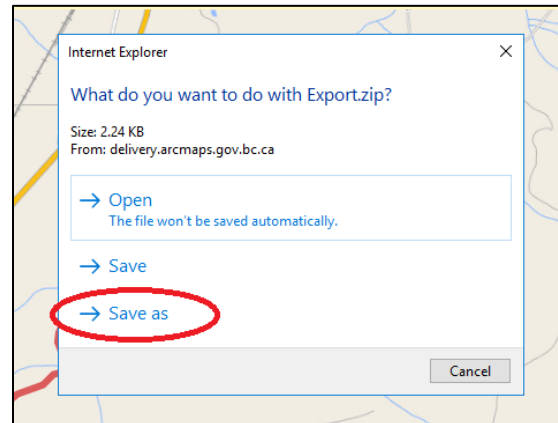 Internet Explorer
What do you want to do with Export.zip?
Size: 2.24 KB
From: delivery.arcmaps.gov.bc.ca
Open
The file won't be saved automatically.
Save
Save as
Cancel